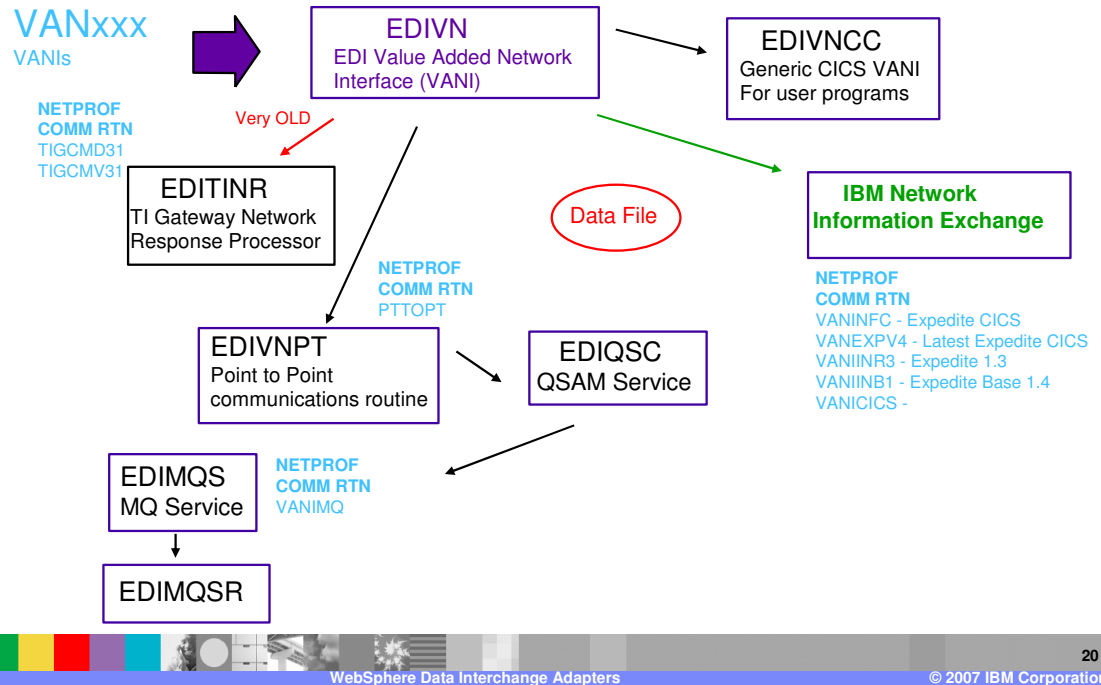 VANxxx
VANIs
EDIVN
EDI Value Added Network
Interface (VANI)
EDIVNCC
Generic CICS VANI
For user programs
NETPROF
COMM RTN
TIGCMD31
TIGCMV31
Very OLD
EDITINR
TI Gateway Network
Response Processor
Data File
IBM Network
Information Exchange
NETPROF
COMM RTN
PTTOPT
NETPROF
COMM RTN
VANINFC - Expedite CICS
VANEXPV4 - Latest Expedite CICS
VANIINR3 - Expedite 1.3
VANIINB1 - Expedite Base 1.4
VANICICS -
EDIVNPT
Point to Point
communications routine
EDIQSC
QSAM Service
EDIMQS
MQ Service
NETPROF
COMM RTN
VANIMQ
EDIMQSR
20
WebSphere Data Interchange Adapters
© 2007 IBM Corporation